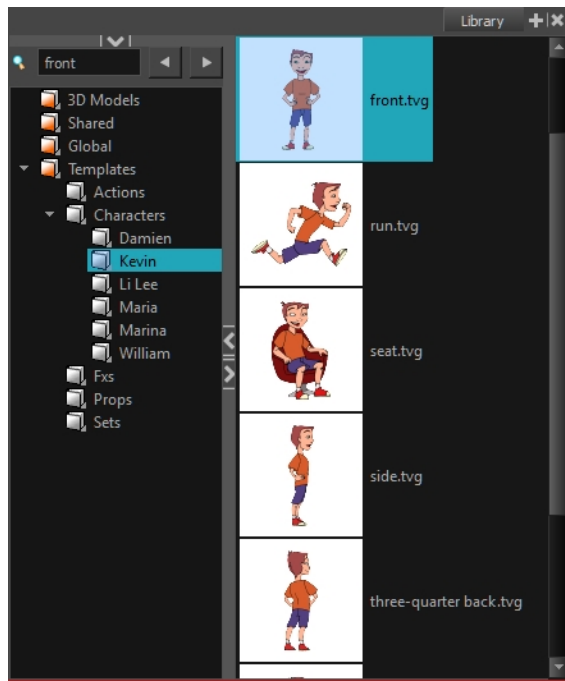 Library
front
3D Models
Shared
Global
Templates
Actions
Characters
Damien
Kevin
Li Lee
Maria
Marina
William
Fxs
Props
Sets
front.tvg
run.tvg
seat.tvg
side.tvg
three-quarter back.tvg